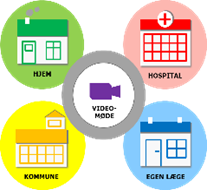 HJEM
HOSPITAL
VIDEO-
MØDE
KOMMUNE
EGEN LÆGE